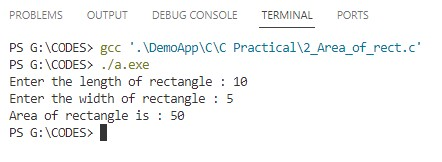 PROBLEMS OUTPUT DEBUG CONSOLE TERMINAL PORTS
PS G:\CODES> gcc '.\DemoApp\C\C Practical\2_Area_of_rect.c'
PS G:\CODES> ./a.exe
Enter the length of rectangle : 10
Enter the width of rectangle : 5
Area of rectangle is : 50
PS G:\CODES>